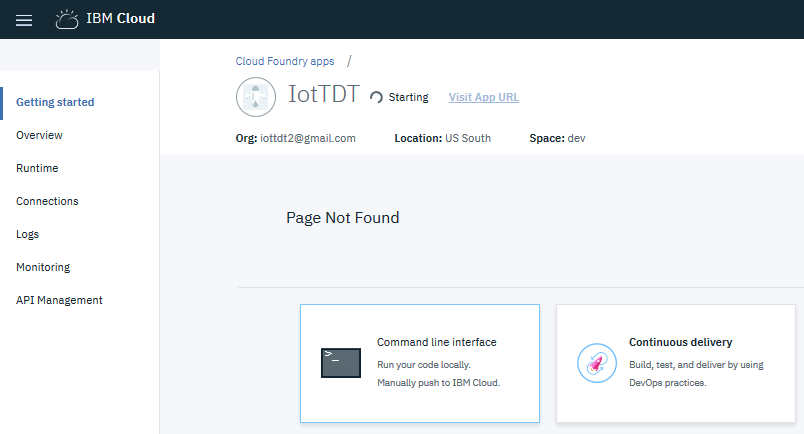 IBM Cloud
Cloud Foundry apps /
IotTDT Starting Visit App URL
Org: iottdt2@gmail.com Location: US South Space: dev
Getting started
Overview
Runtime
Connections
Logs
Monitoring
API Management
Page Not Found
>_
Command line interface
Run your code locally.
Manually push to IBM Cloud.
Continuous delivery
Build, test, and deliver by using
DevOps practices.